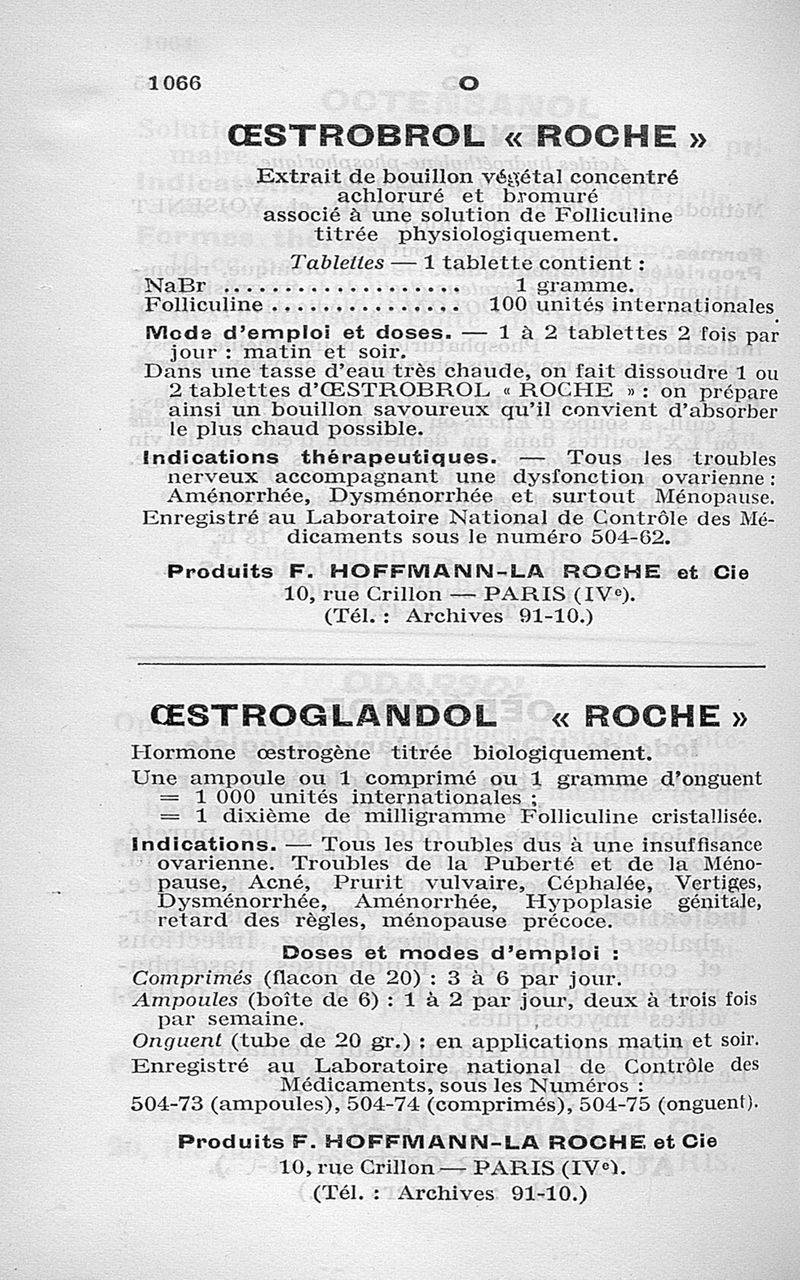 1066 O
ŒSTROBROL « ROCHE »
Extrait de bouillon végétal concentré
achloruré et bromuré
associé à une solution de Folliculine
titrée physiologiquement.
Tablettes — 1 tablette contient :
NaBr .................. 1 gramme.
Folliculine .............. 100 unités internationales.
Mode d'emploi et doses. — 1 à 2 tablettes 2 fois par
jour : matin et soir.
Dans une tasse d'eau très chaude, on fait dissoudre 1 ou
2 tablettes d'ŒSTROBROL « ROCHE » : on prépare
ainsi un bouillon savoureux qu'il convient d'absorber
le plus chaud possible.
Indications thérapeutiques. — Tous les troubles
nerveux accompagnant une dysfonction ovarienne :
Aménorrhée, Dysménorrhée et surtout Ménopause.
Enregistré au Laboratoire National de Contrôle des Mé-
dicaments sous le numéro 504-62.
Produits F. HOFFMANN-LA ROCHE et Cie
10, rue Crillon — PARIS (IVe).
(Tél. : Archives 91-10.)
ŒSTROGLANDOL « ROCHE »
Hormone œstrogène titrée biologiquement.
Une ampoule ou 1 comprimé ou 1 gramme d'onguent
= 1 000 unités internationales ;
= 1 dixième de milligramme Folliculine cristallisée.
Indications. — Tous les troubles dus à une insuffisance
ovarienne. Troubles de la Puberté et de la Méno-
pause, Acné, Prurit vulvaire, Céphalée, Vertiges,
Dysménorrhée, Aménorrhée, Hypoplasie génitale,
retard des règles, ménopause précoce.
Doses et modes d'emploi :
Comprimés (flacon de 20) : 3 à 6 par jour.
Ampoules (boîte de 6) : 1 à 2 par jour, deux à trois fois
par semaine.
Onguent (tube de 20 gr.) : en applications matin et soir.
Enregistré au Laboratoire national de Contrôle des
Médicaments, sous les Numéros :
504-73 (ampoules), 504-74 (comprimés), 504-75 (onguent).
Produits F. HOFFMANN-LA ROCHE et Cie
10, rue Crillon — PARIS (IVe).
(Tél. : Archives 91-10.)